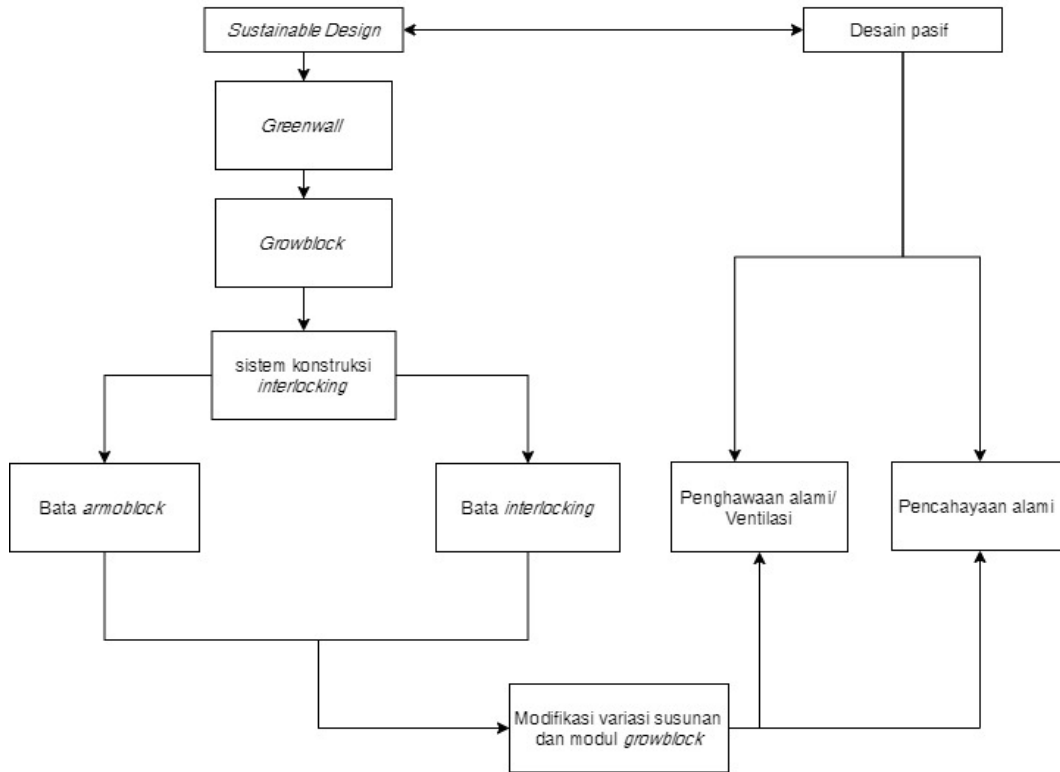 Sustainable Design
Desain pasif
Greenwall
Growblock
sistem konstruksi
interlocking
Bata armoblock
Bata interlocking
Penghawaan alami/
Ventilasi
Pencahayaan alami
Modifikasi variasi susunan
dan modul growblock